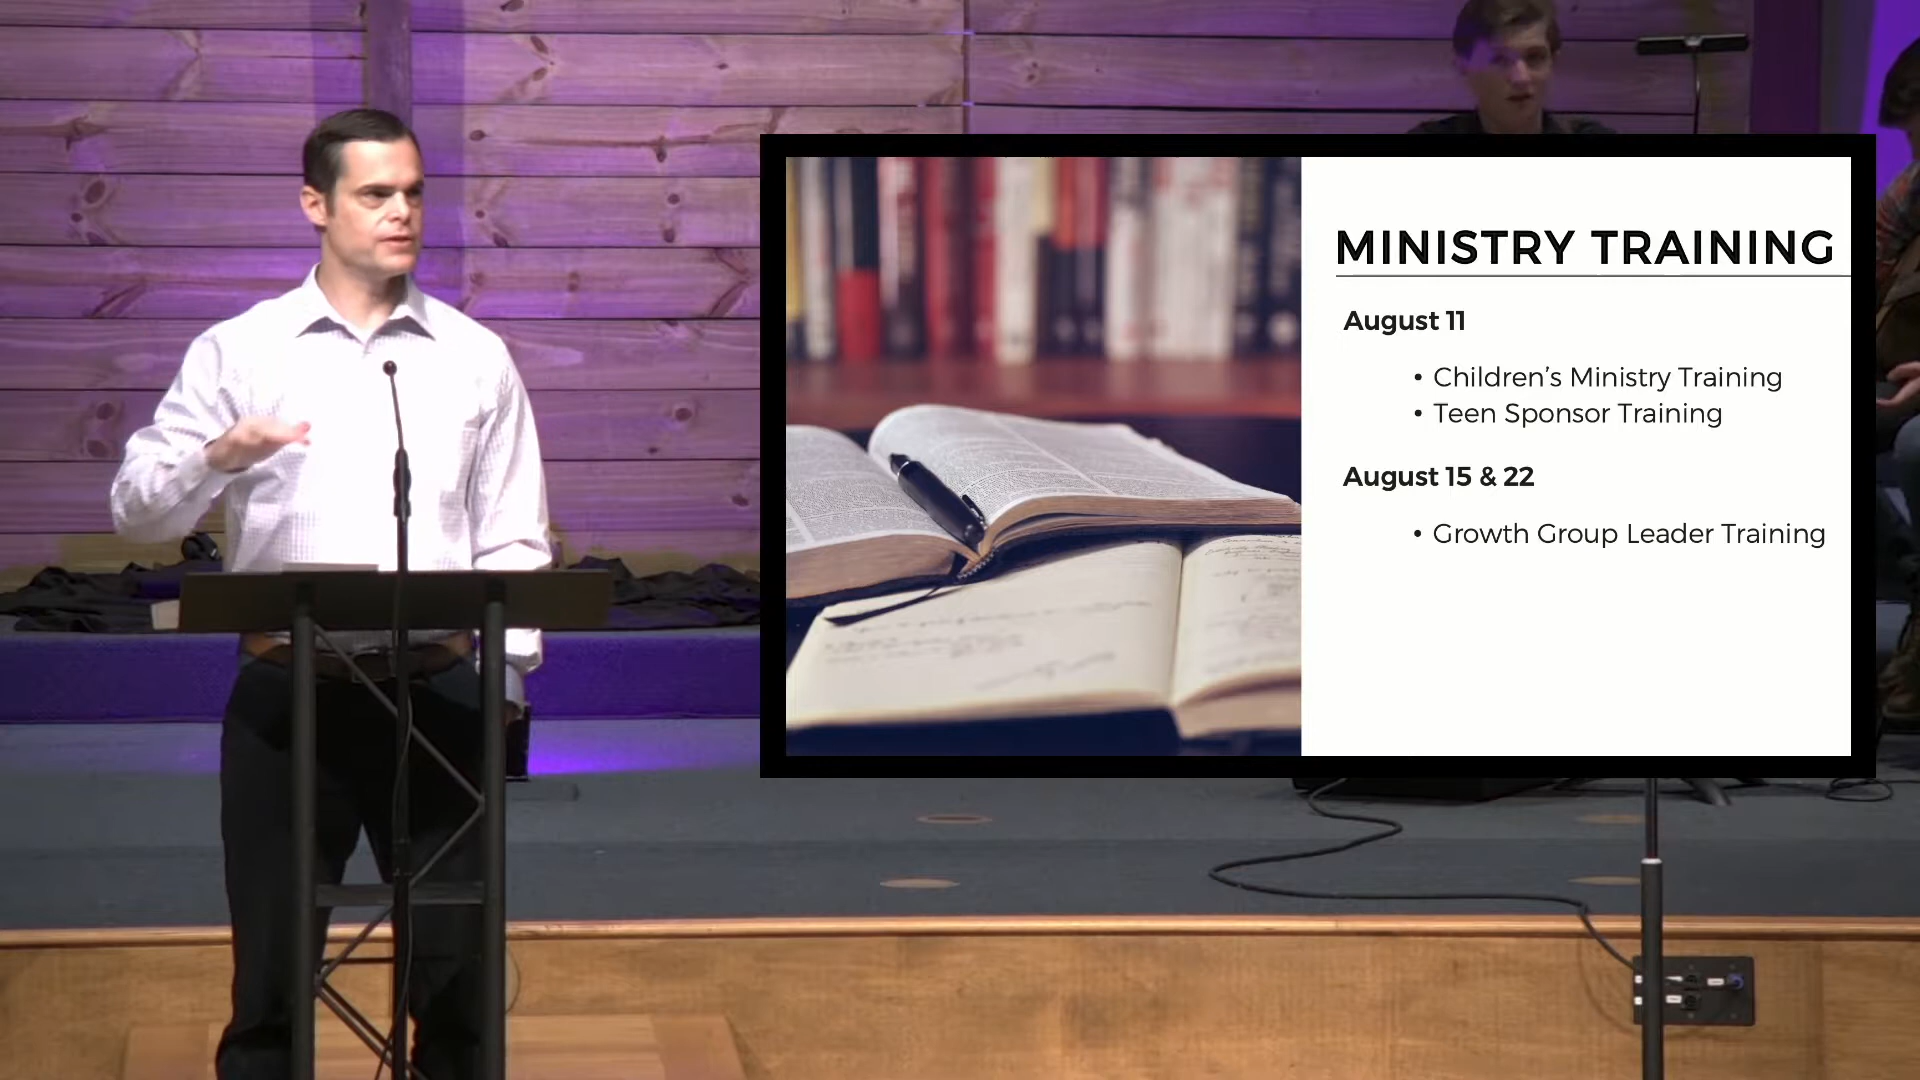 MINISTRY TRAINING
August 11
• Children's Ministry Training
• Teen Sponsor Training
August 15 & 22
• Growth Group Leader Training